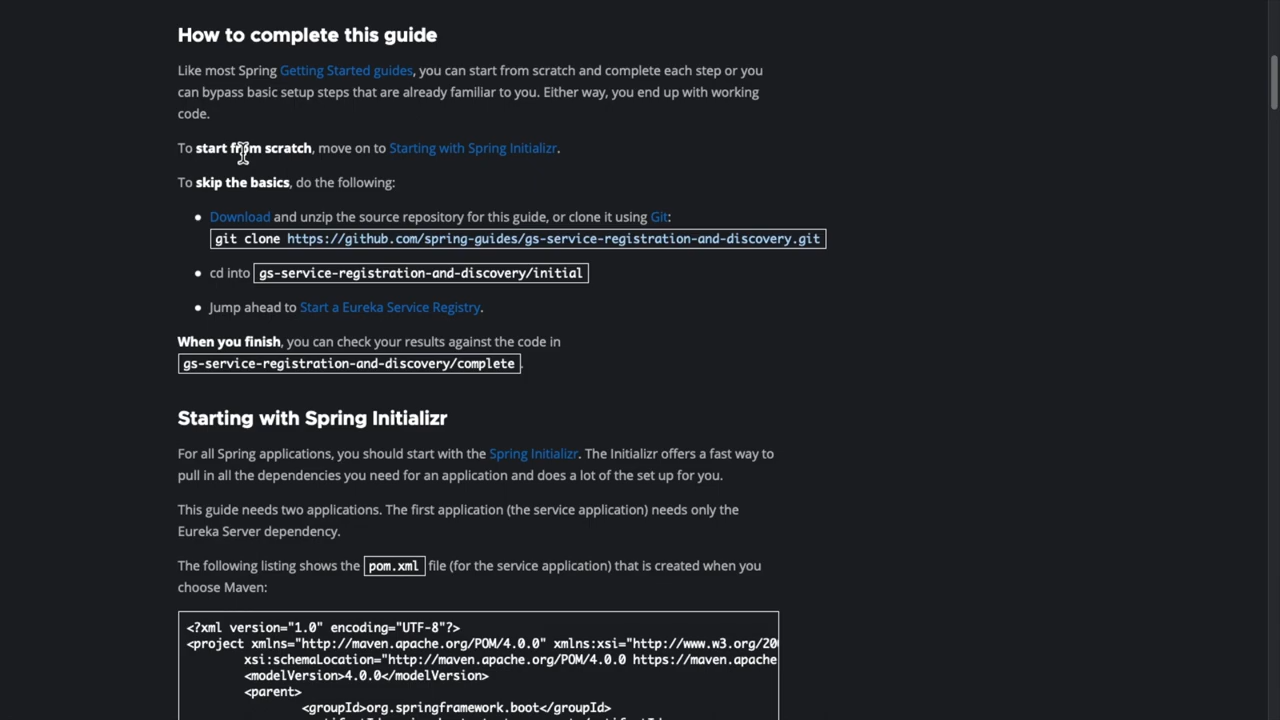 How to complete this guide
Like most Spring Getting Started guides, you can start from scratch and complete each step or you
can bypass basic setup steps that are already familiar to you. Either way, you end up with working
code.
To start from scratch, move on to Starting with Spring Initializr.
To skip the basics, do the following:
Download and unzip the source repository for this guide, or clone it using Git:
git clone https://github.com/spring-guides/gs-service-registration-and-discovery.git
cd into gs-service-registration-and-discovery/initial
Jump ahead to Start a Eureka Service Registry.
When you finish, you can check your results against the code in
gs-service-registration-and-discovery/complete.
Starting with Spring Initializr
For all Spring applications, you should start with the Spring Initializr. The Initializr offers a fast way to
pull in all the dependencies you need for an application and does a lot of the set up for you.
This guide needs two applications. The first application (the service application) needs only the
Eureka Server dependency.
The following listing shows the pom.xml file (for the service application) that is created when you
choose Maven:
<?xml version="1.0" encoding="UTF-8"?>
<project xmlns="http://maven.apache.org/POM/4.0.0" xmlns:xsi="http://www.w3.org/20
xsi:schemaLocation="http://maven.apache.org/POM/4.0.0 https://maven.apache
<modelVersion>4.0.0</modelVersion>
<parent>
<groupId>org.springframework.boot</groupId>